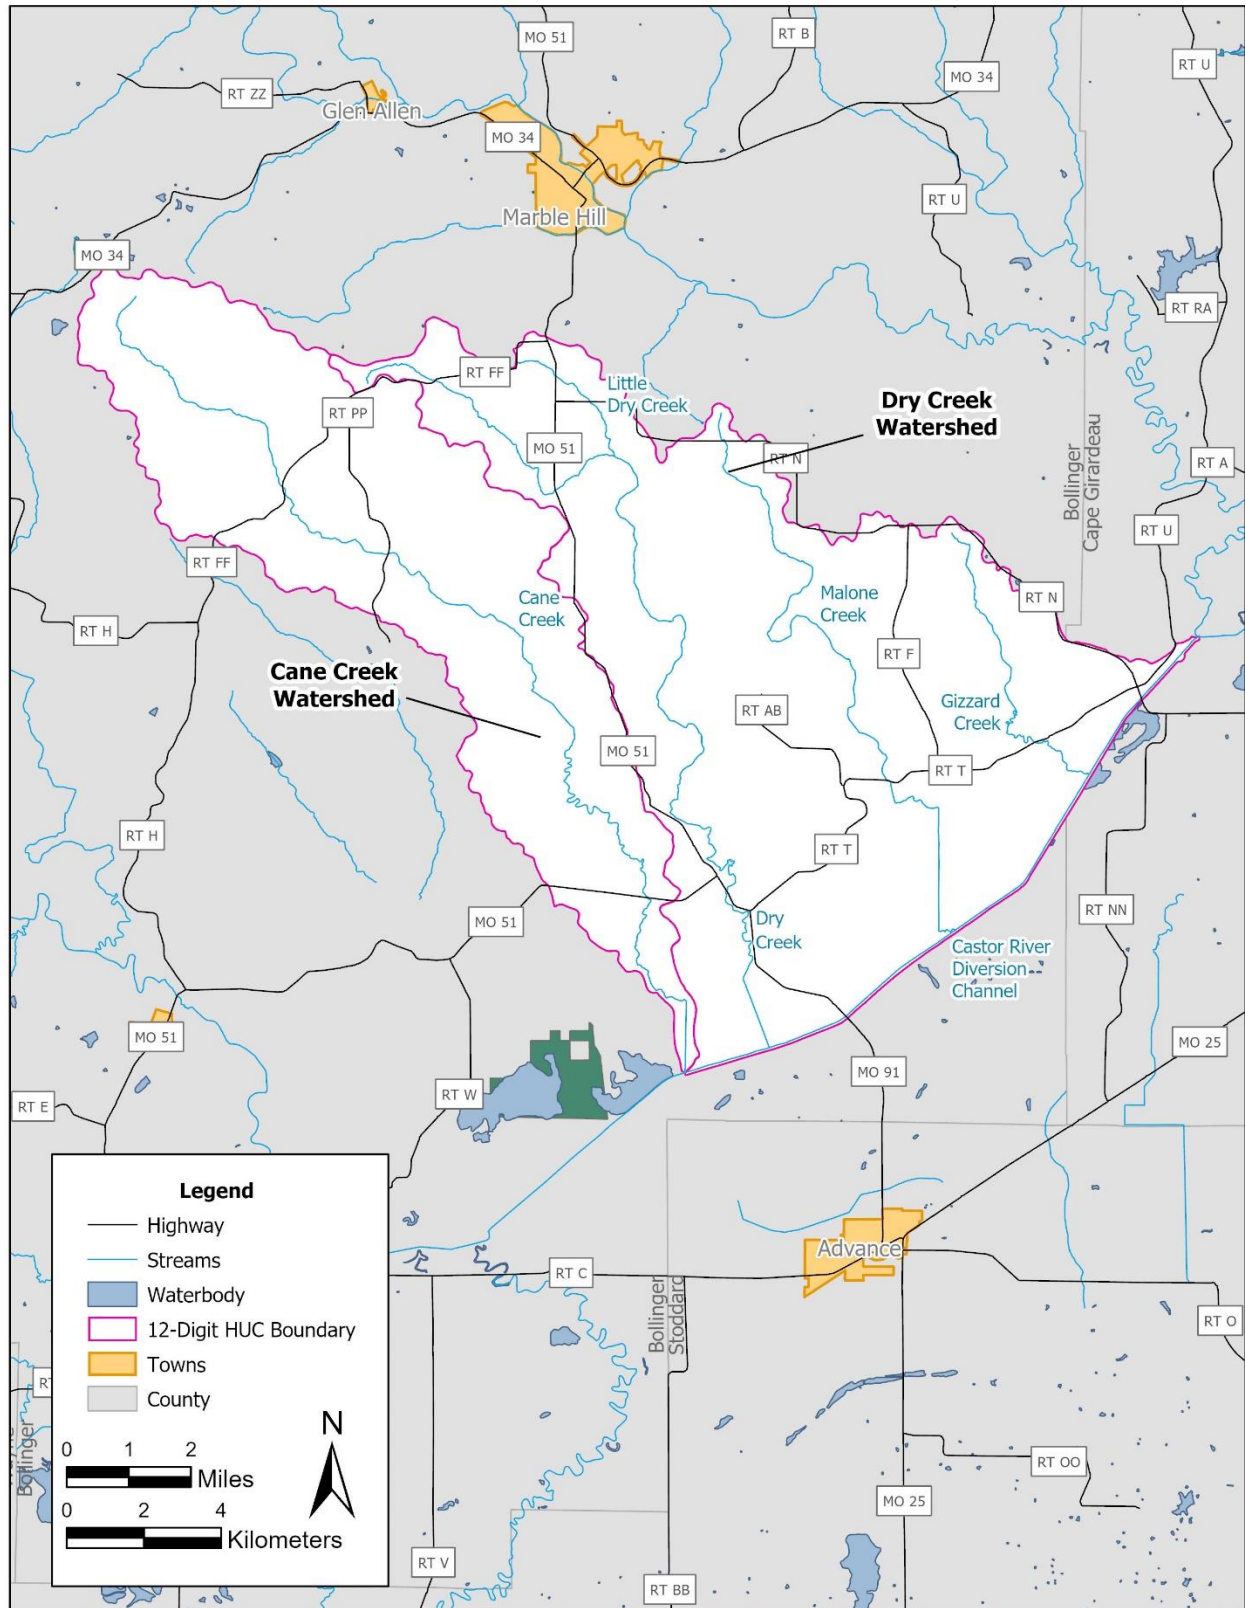 MO 51
RT B
RT U
MO 34
RT ZZ
Glen Allen
MO 34
RT U
Marble Hill
MO 34
RT RA
RT FF
Little
Dry Creek
Dry Creek
Watershed
RT PP
MO 51
RT N
RT A
Bollinger
Cape Girardeau
RT U
RT FF
Cane
Creek
Malone
Creek
RT N
RT H
RT F
Cane Creek
Watershed
RT AB
Gizzard
Creek
MO 51
RT T
RT H
RT T
MO 51
RT NN
Dry
Creek
Castor River
Diversion
Channel
MO 51
MO 25
MO 91
RT W
RT E
Advance
RT C
Bollinger
Stoddard
RT O
Legend
Highway
Streams
Waterbody
12-Digit HUC Boundary
Towns
County
N
0 1 2
Miles
0 2 4
Kilometers
Bollinger
RT OO
MO 25
RT V
RT BB